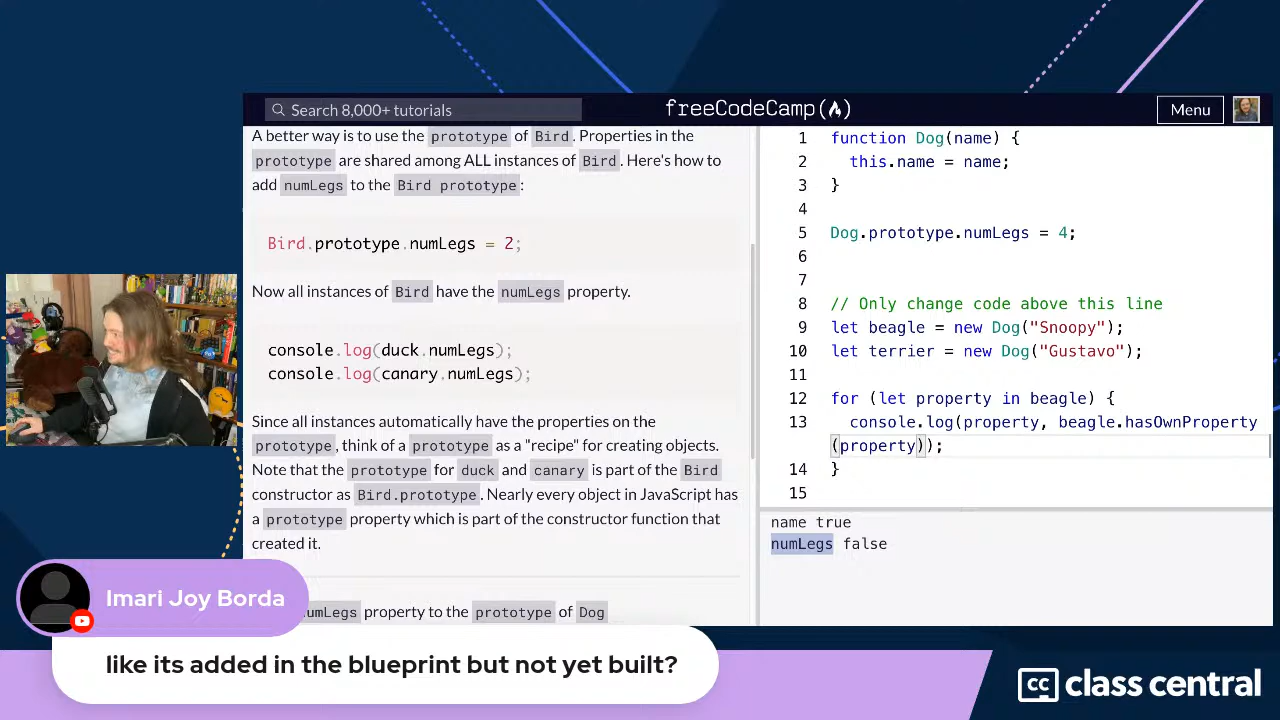 Search 8,000+ tutorials
freeCodeCamp
Menu
A better way is to use the prototype of Bird. Properties in the
prototype are shared among ALL instances of Bird. Here's how to
add numLegs to the Bird prototype:
Bird.prototype.numLegs = 2;
Now all instances of Bird have the numLegs property.
console.log(duck.numLegs);
console.log(canary.numLegs);
Since all instances automatically have the properties on the
prototype, think of a prototype as a "recipe" for creating objects.
Note that the prototype for duck and canary is part of the Bird
constructor as Bird.prototype. Nearly every object in JavaScript has
a prototype property which is part of the constructor function that
created it.
numLegs property to the prototype of Dog
1 function Dog(name) {
2 this.name = name;
3 }
4
5 Dog.prototype.numLegs = 4;
6
7
8 // Only change code above this line
9 let beagle = new Dog("Snoopy");
10 let terrier = new Dog("Gustavo");
11
12 for (let property in beagle) {
13 console.log(property, beagle.hasOwnProperty
(property));
14 }
15
name true
numLegs false
Imari Joy Borda
like its added in the blueprint but not yet built?
cc class central